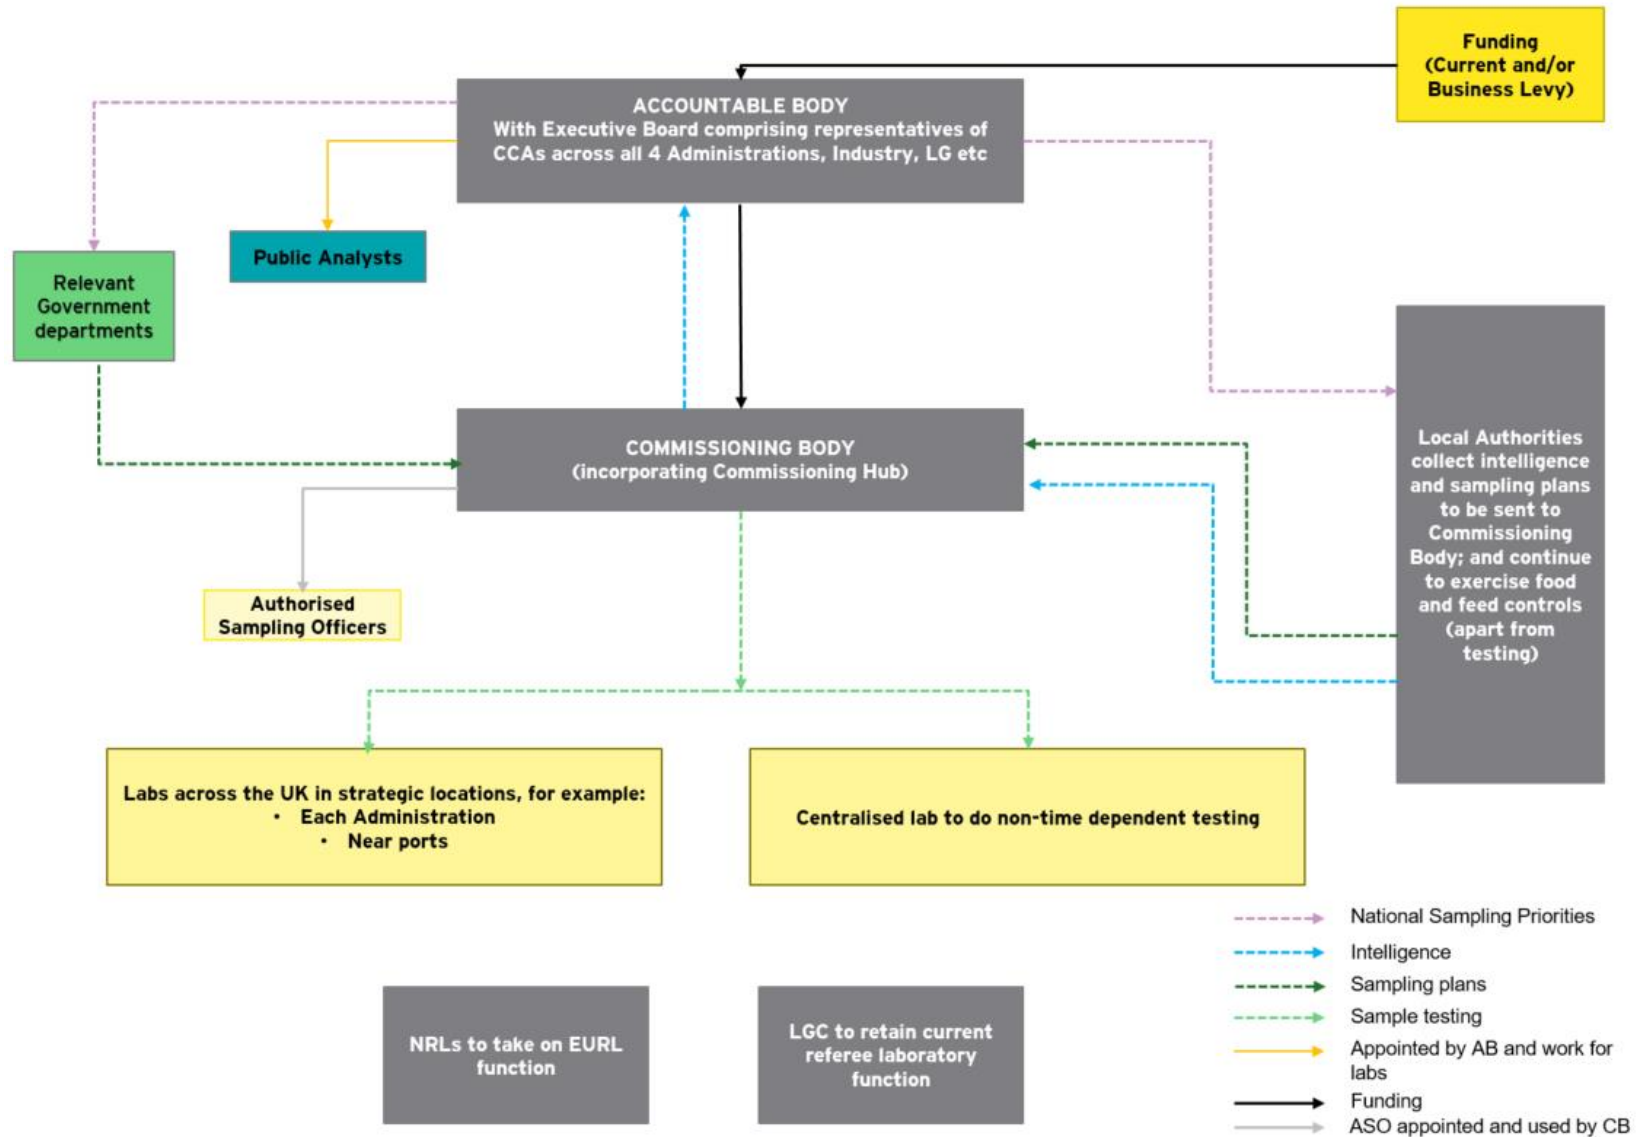 Funding
(Current and/or
Business Levy)
ACCOUNTABLE BODY
With Executive Board comprising representatives of
CCAs across all 4 Administrations, Industry, LG etc
Public Analysts
Relevant
Government
departments
COMMISSIONING BODY
(incorporating Commissioning Hub)
Local Authorities
collect intelligence
and sampling plans
to be sent to
Commissioning
Body; and continue
to exercise food
and feed controls
(apart from
testing)
Authorised
Sampling Officers
Labs across the UK in strategic locations, for example:
• Each Administration
• Near ports
Centralised lab to do non-time dependent testing
NRLs to take on EURL
function
LGC to retain current
referee laboratory
function
National Sampling Priorities
Intelligence
Sampling plans
Sample testing
Appointed by AB and work for
labs
Funding
ASO appointed and used by CB